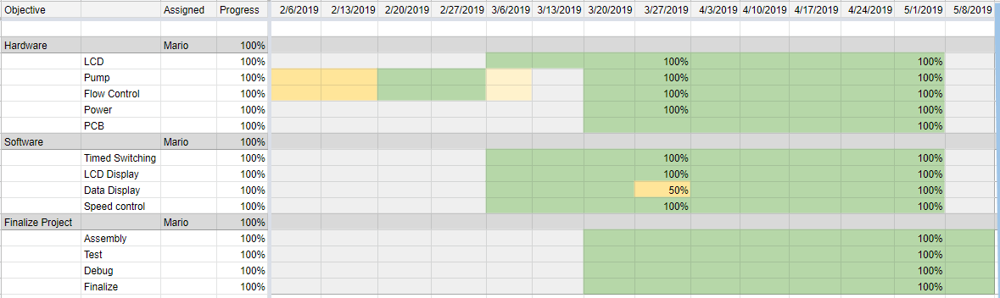 Objective Assigned Progress 2/6/2019 2/13/2019 2/20/2019 2/27/2019 3/6/2019 3/13/2019 3/20/2019 3/27/2019 4/3/2019 4/10/2019 4/17/2019 4/24/2019 5/1/2019 5/8/2019
Hardware Mario 100%
LCD 100% 100% 100%
Pump 100% 100% 100%
Flow Control 100% 100% 100%
Power 100% 100%
PCB 100% 100%
Software Mario 100%
Timed Switching 100% 100% 100%
LCD Display 100% 100% 100%
Data Display 100% 50% 100%
Speed control 100% 100% 100%
Finalize Project Mario 100%
Assembly 100% 100%
Test 100% 100%
Debug 100% 100%
Finalize 100% 100%